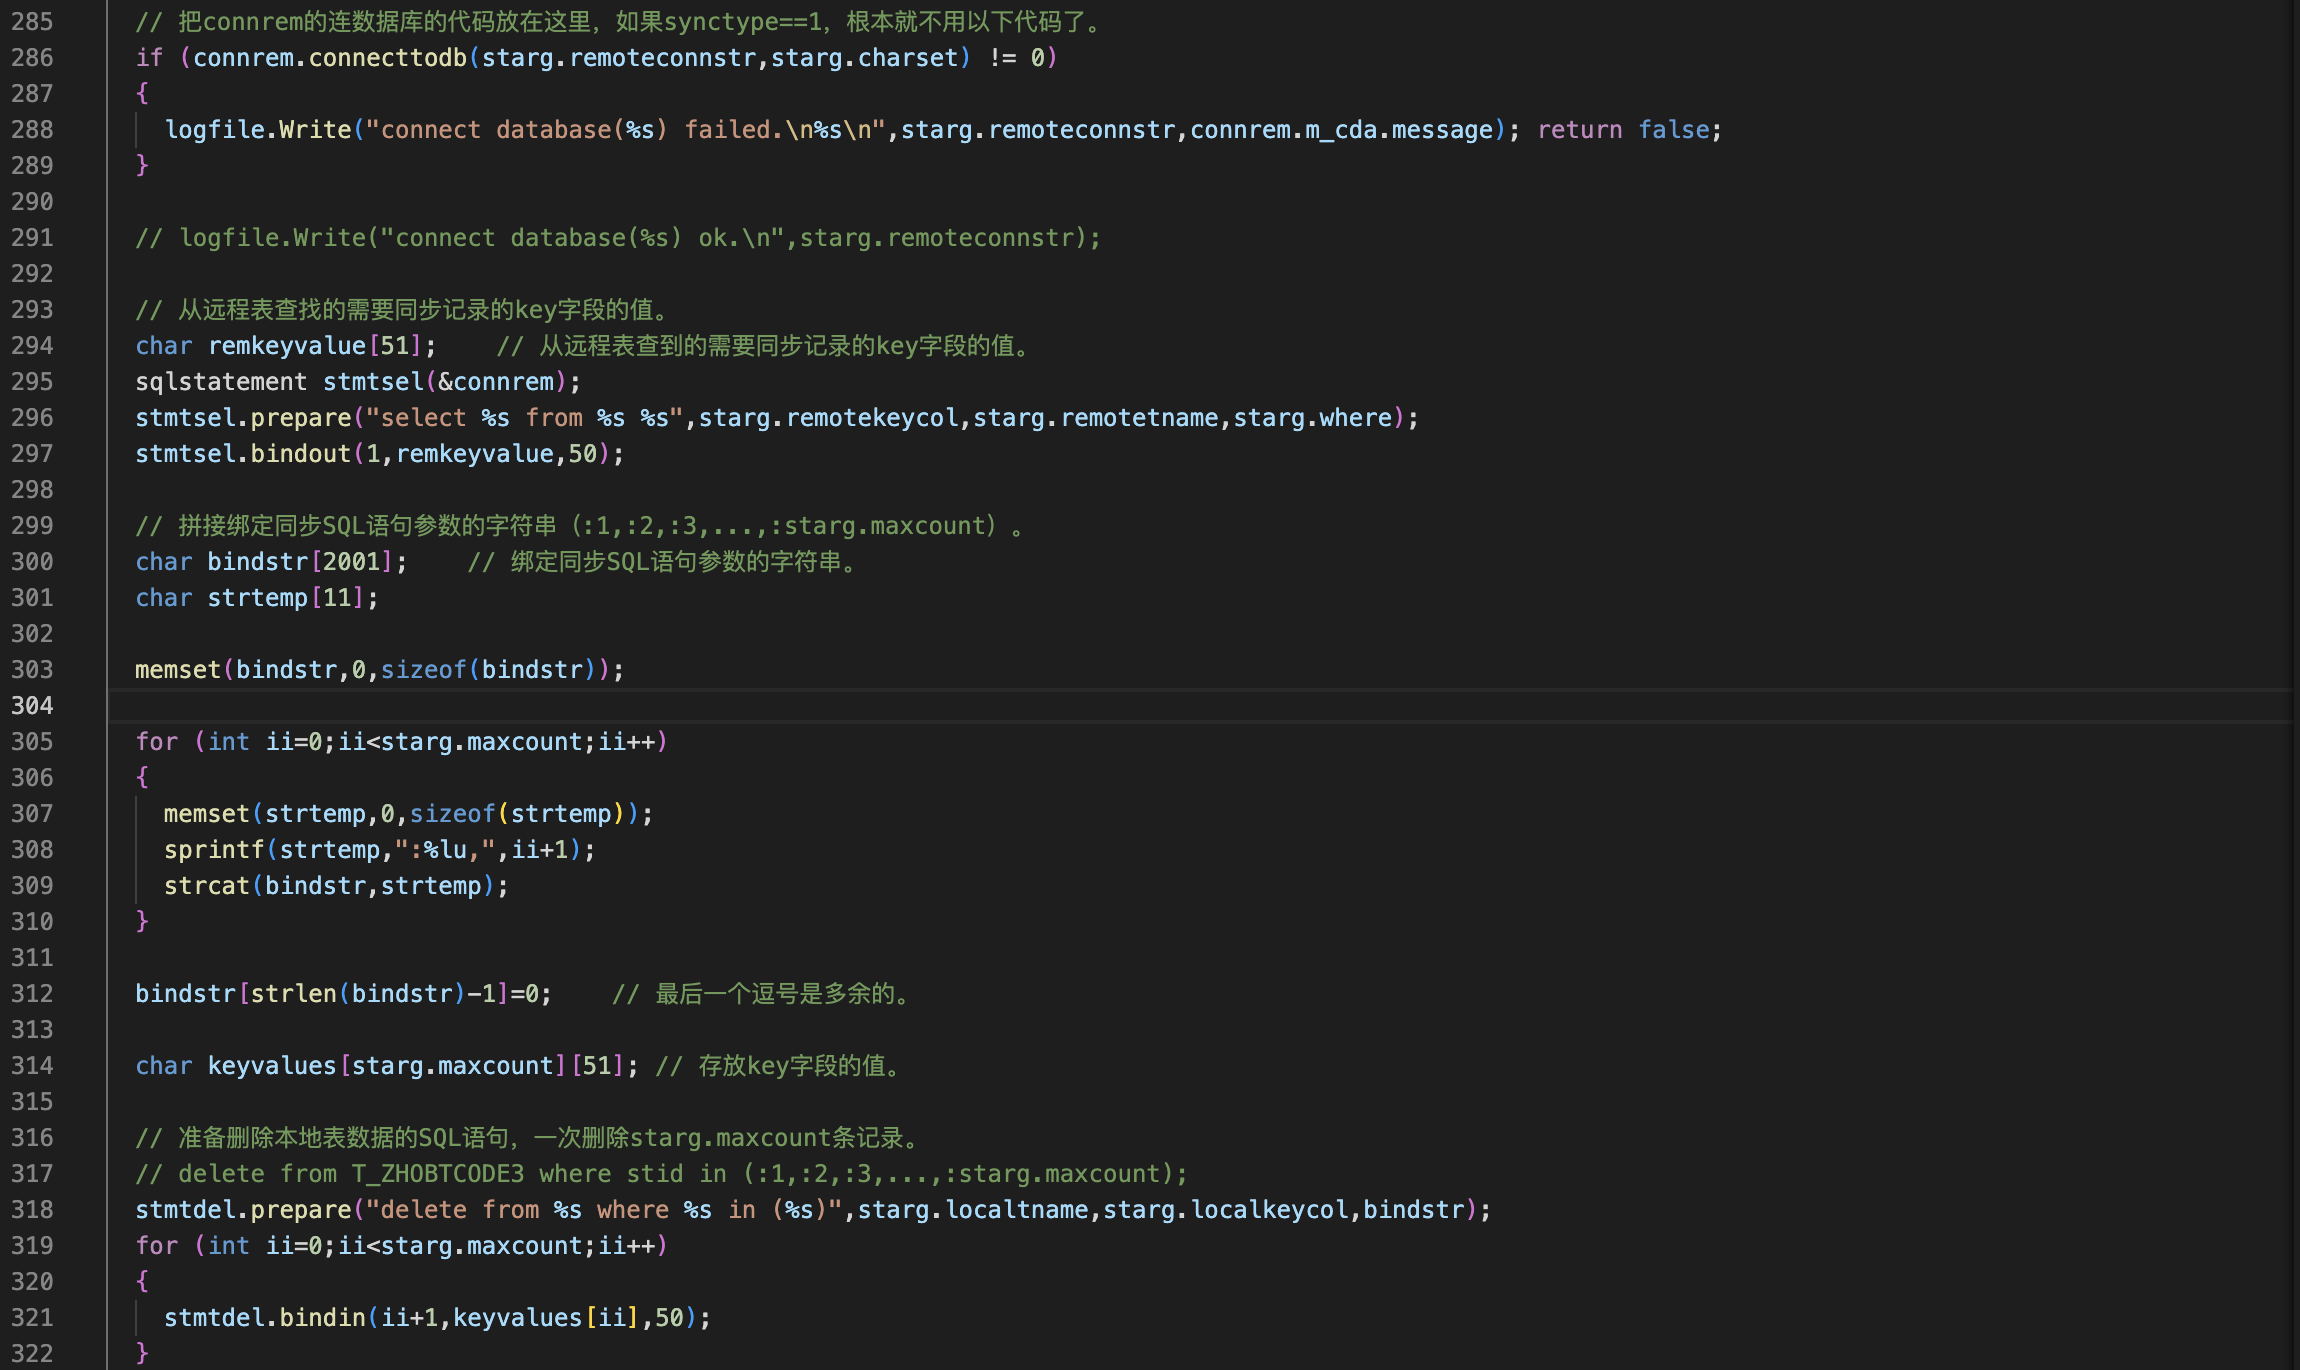 285 // 把connrem的连数据库的代码放在这里，如果synctype==1，根本就不用以下代码了。
286 if (connrem.connecttodb(starg.remoteconnstr,starg.charset) != 0)
287 {
288 logfile.Write("connect database(%s) failed.\n%s\n",starg.remoteconnstr,connrem.m_cda.message); return false;
289 }
290
291 // logfile.Write("connect database(%s) ok.\n",starg.remoteconnstr);
292
293 // 从远程表查找的需要同步记录的key字段的值。
294 char remkeyvalue[51];    // 从远程表查到的需要同步记录的key字段的值。
295 sqlstatement stmtsel(&connrem);
296 stmtsel.prepare("select %s from %s %s",starg.remotekeycol,starg.remotetname,starg.where);
297 stmtsel.bindout(1,remkeyvalue,50);
298
299 // 拼接绑定同步SQL语句参数的字符串（:1,:2,:3,...,:starg.maxcount）。
300 char bindstr[2001];    // 绑定同步SQL语句参数的字符串。
301 char strtemp[11];
302
303 memset(bindstr,0,sizeof(bindstr));
304
305 for (int ii=0;ii<starg.maxcount;ii++)
306 {
307 memset(strtemp,0,sizeof(strtemp));
308 sprintf(strtemp,":%lu,",ii+1);
309 strcat(bindstr,strtemp);
310 }
311
312 bindstr[strlen(bindstr)-1]=0;    // 最后一个逗号是多余的。
313
314 char keyvalues[starg.maxcount][51]; // 存放key字段的值。
315
316 // 准备删除本地表数据的SQL语句，一次删除starg.maxcount条记录。
317 // delete from T_ZHOBTCODE3 where stid in (:1,:2,:3,...,:starg.maxcount);
318 stmtdel.prepare("delete from %s where %s in (%s)",starg.localtname,starg.localkeycol,bindstr);
319 for (int ii=0;ii<starg.maxcount;ii++)
320 {
321 stmtdel.bindin(ii+1,keyvalues[ii],50);
322 }